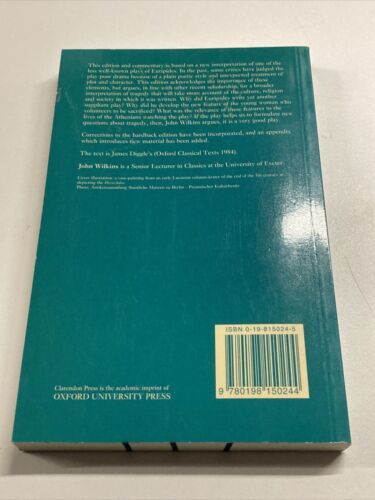 This edition and commentary is based on a new interpretation of one of the
less well-known plays of Euripides. In the past, some critics have judged the
play poor drama because of a plain poetic style and unexpected treatment of
plot and character. This edition acknowledges the importance of these
elements, but argues, in line with other recent scholarship, for a broader
interpretation of tragedy that will take more account of the culture, religion
and society in which it was written. Why did Euripides write yet another
suppliant play? Why did he develop the new feature of the young woman who
volunteers to be sacrificed? What was the relevance of these features to the
lives of the Athenians watching the play? If the play helps us to formulate new
questions about tragedy, then, John Wilkins argues, it is a very good play.
Corrections to the hardback edition have been incorporated, and an appendix
which introduces new material has been added.
The text is James Diggle's (Oxford Classical Texts 1984).
John Wilkins is a Senior Lecturer in Classics at the University of Exeter
Cover illustration: a vase-painting from an early Lucanian column-krater of the end of the 5th century
depicting the Heraclidae.
Photo: Antikensammlung Staatliche Museen zu Berlin - Preussischer Kulturbesitz
ISBN 0-19-815024-5
9 780198 150244
Clarendon Press is the academic imprint of
OXFORD UNIVERSITY PRESS